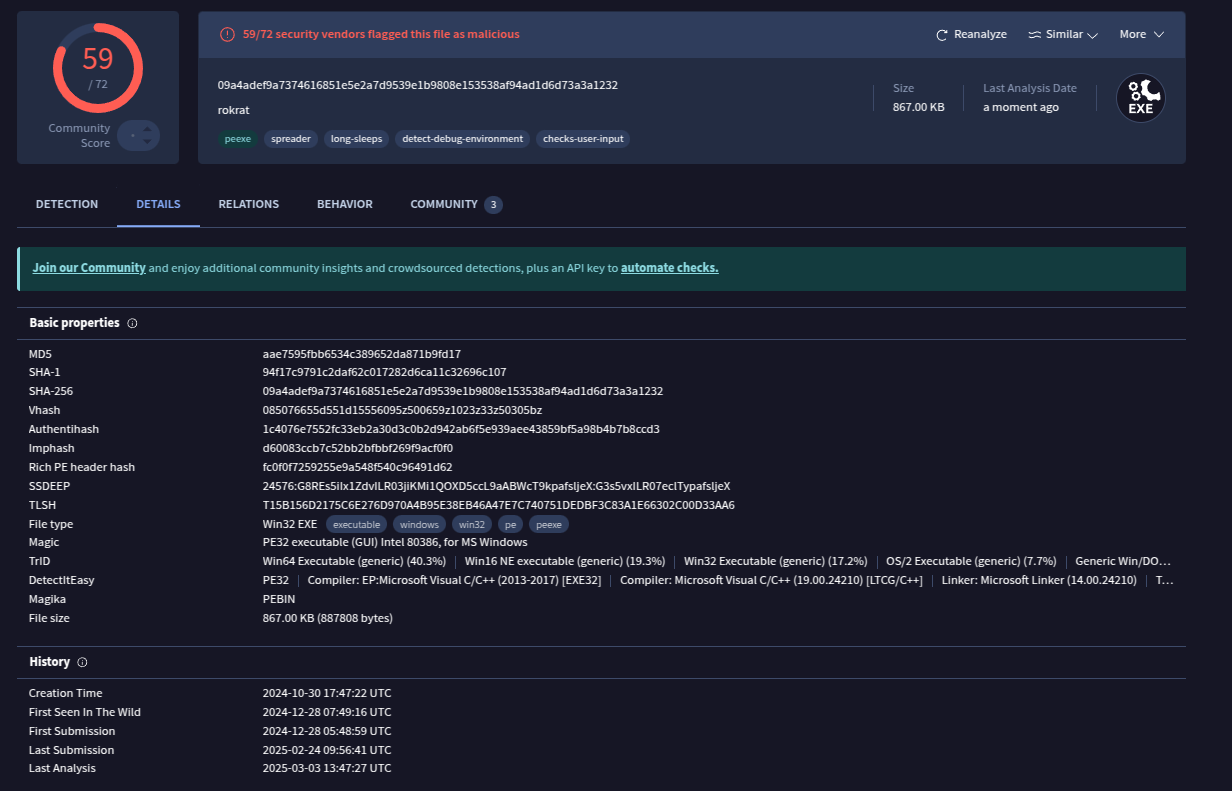 59
/ 72
Community Score
59/72 security vendors flagged this file as malicious
Reanalyze
Similar
More
09a4adef9a7374616851e5e2a7d9539e1b9808e153538af94ad1d6d73a3a1232
rokrat
Size
867.00 KB
Last Analysis Date
a moment ago
EXE
peexe spreader long-sleeps detect-debug-environment checks-user-input
DETECTION DETAILS RELATIONS BEHAVIOR COMMUNITY 3
Join our Community and enjoy additional community insights and crowdsourced detections, plus an API key to automate checks.
Basic properties
MD5 aae7595fbb6534c389652da871b9fd17
SHA-1 94f17c9791c2daf62c017282d6ca11c32696c107
SHA-256 09a4adef9a7374616851e5e2a7d9539e1b9808e153538af94ad1d6d73a3a1232
Vhash 085076655d551d15556095z500659z1023z33z50305bz
Authentihash 1c4076e7552fc33eb2a30d3c0b2d942ab6f5e939aee43859bf5a98b4b7b8ccd3
Imphash d60083ccb7c52bb2bfbbf269f9acf0f0
Rich PE header hash fc0f0f7259255e9a548f540c96491d62
SSDEEP 24576:G8REs5iIx1ZdvILR03jiKMi1QOXD5ccL9aABWcT9kpafsljeX:G3s5vxILR07ecITypafsljeX
TLSH T15B156D2175C6E276D970A4B95E38EB46A47E7C740751DEDBF3C83A1E66302C00D33AA6
File type Win32 EXE executable windows win32 pe peexe
Magic PE32 executable (GUI) Intel 80386, for MS Windows
TrID Win64 Executable (generic) (40.3%) | Win16 NE executable (generic) (19.3%) | Win32 Executable (generic) (17.2%) | OS/2 Executable (generic) (7.7%) | Generic Win/DO...
DetectItEasy PE32 | Compiler: EP:Microsoft Visual C/C++ (2013-2017) [EXE32] | Compiler: Microsoft Visual C/C++ (19.00.24210) [LTCG/C++] | Linker: Microsoft Linker (14.00.24210) | T...
Magika PEBIN
File size 867.00 KB (887808 bytes)
History
Creation Time 2024-10-30 17:47:22 UTC
First Seen In The Wild 2024-12-28 07:49:16 UTC
First Submission 2024-12-28 05:48:59 UTC
Last Submission 2025-02-24 09:56:41 UTC
Last Analysis 2025-03-03 13:47:27 UTC